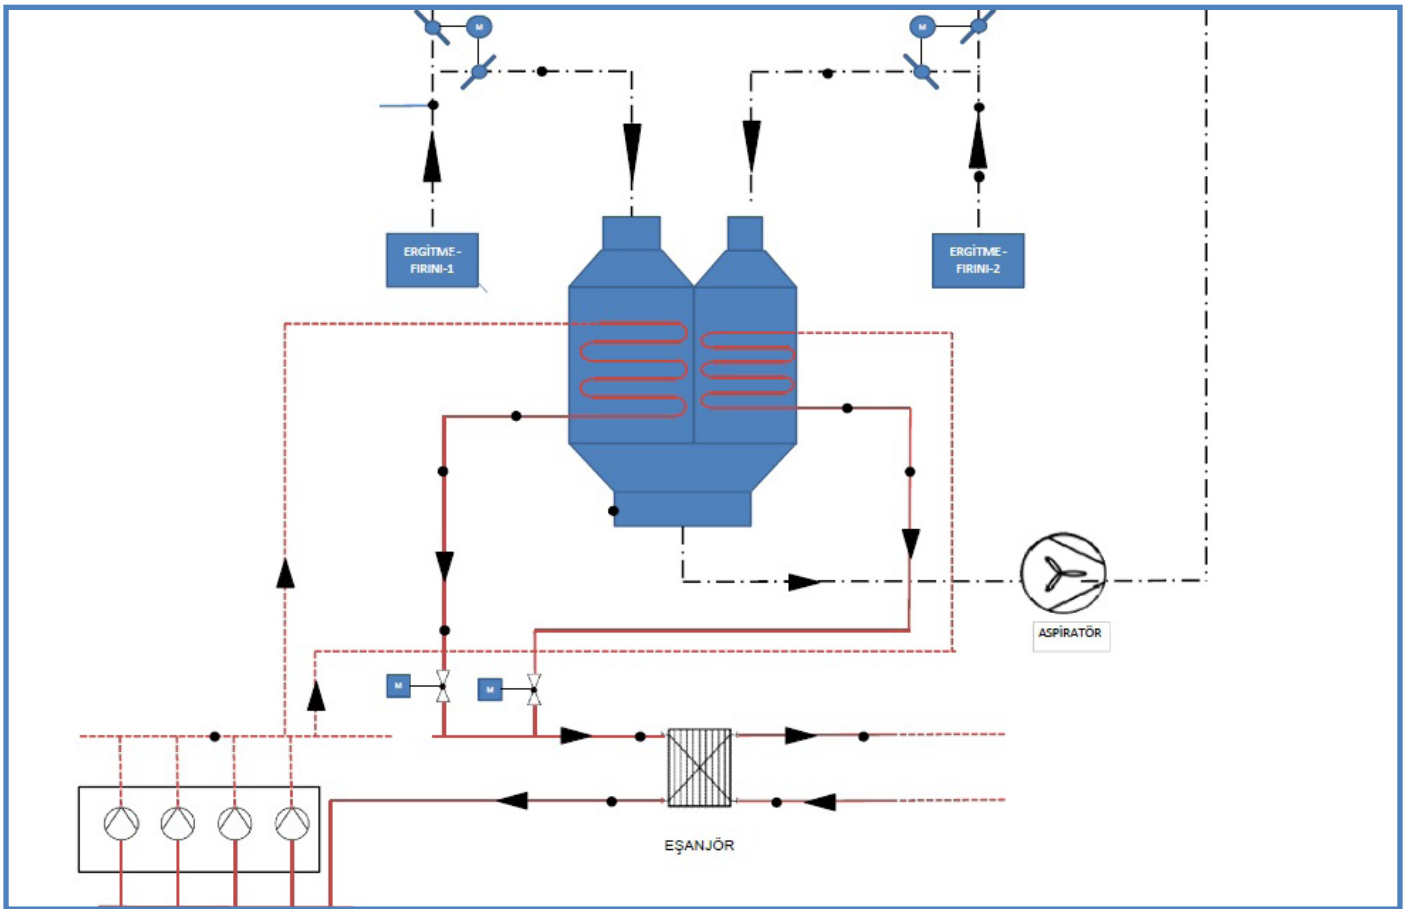 M
M
ERGİTME-
FIRINI-1
ERGİTME-
FIRINI-2
ASPİRATÖR
M
M
EŞANJÖR